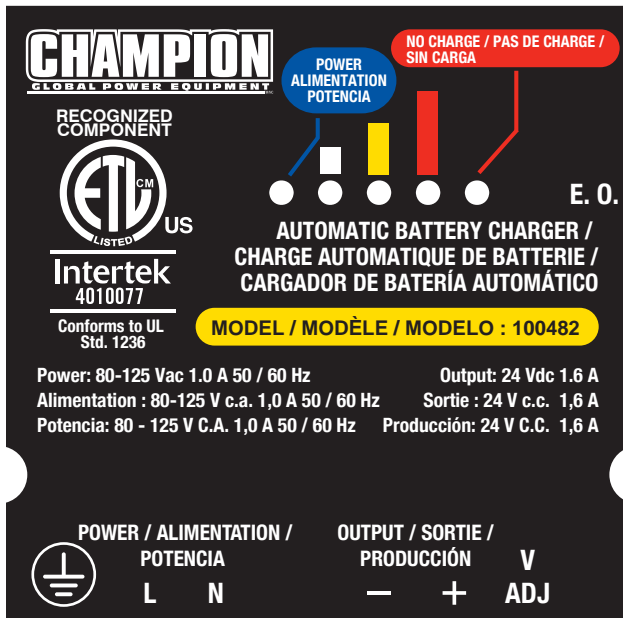 CHAMPION
GLOBAL POWER EQUIPMENT
POWER
ALIMENTATION
POTENCIA
NO CHARGE / PAS DE CHARGE /
SIN CARGA
RECOGNIZED
COMPONENT
ETL CM
LISTED
US
Intertek
4010077
Conforms to UL
Std. 1236
E. O.
AUTOMATIC BATTERY CHARGER /
CHARGE AUTOMATIQUE DE BATTERIE /
CARGADOR DE BATERÍA AUTOMÁTICO
MODEL / MODÈLE / MODELO : 100482
Power: 80-125 Vac 1.0 A 50 / 60 Hz Output: 24 Vdc 1.6 A
Alimentation : 80-125 V c.a. 1,0 A 50 / 60 Hz Sortie : 24 V c.c. 1,6 A
Potencia: 80 - 125 V C.A. 1,0 A 50 / 60 Hz Producción: 24 V C.C. 1,6 A
POWER / ALIMENTATION /
POTENCIA
L N
OUTPUT / SORTIE /
PRODUCCIÓN
− +
V
ADJ